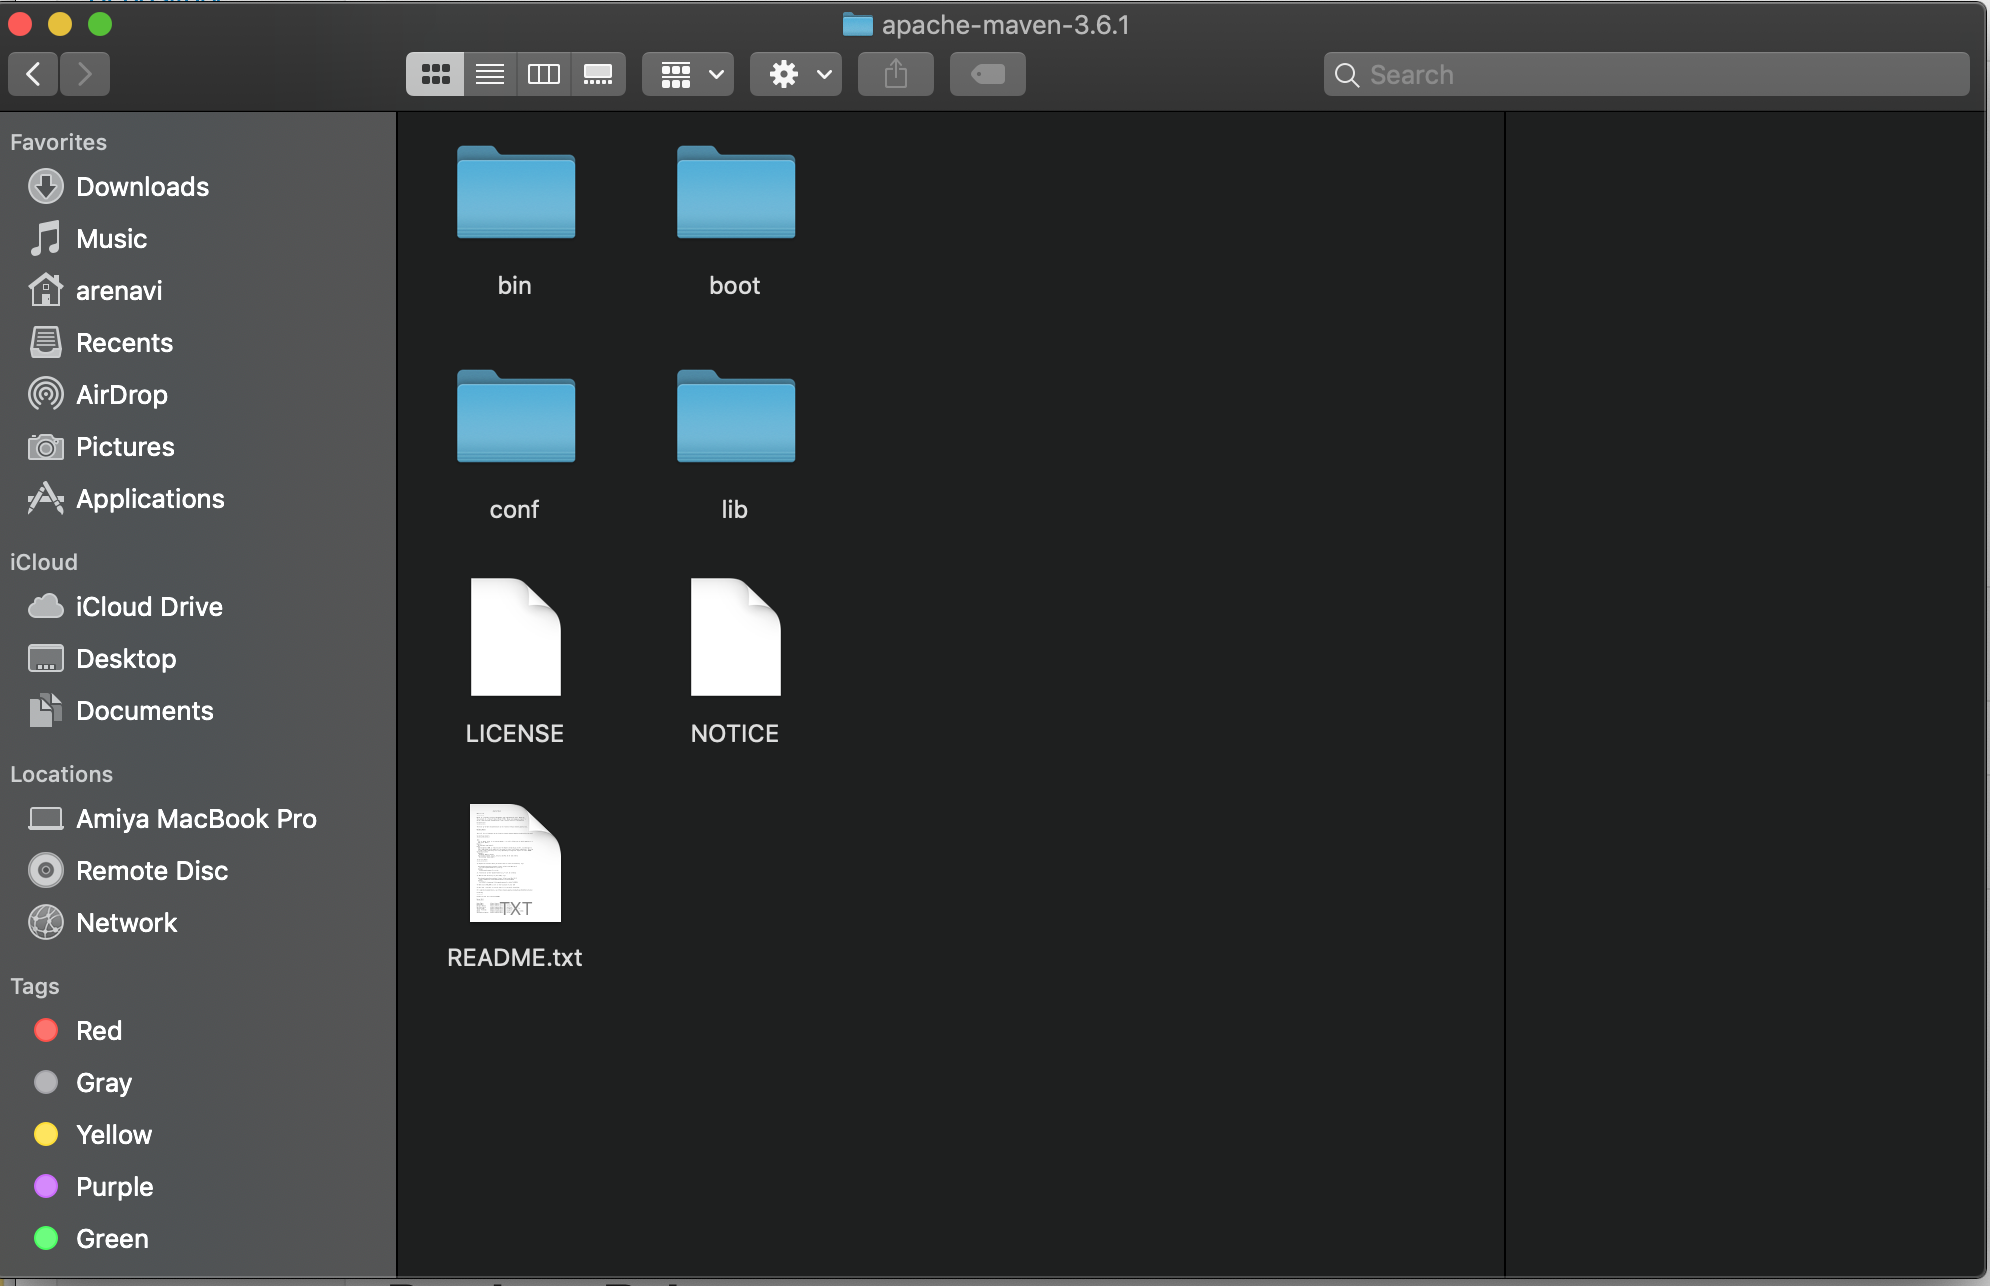 apache-maven-3.6.1
Search
Favorites
Downloads
Music
arenavi
Recents
AirDrop
Pictures
Applications
iCloud
iCloud Drive
Desktop
Documents
Locations
Amiya MacBook Pro
Remote Disc
Network
Tags
Red
Gray
Yellow
Purple
Green
bin
boot
conf
lib
LICENSE
NOTICE
TXT
README.txt